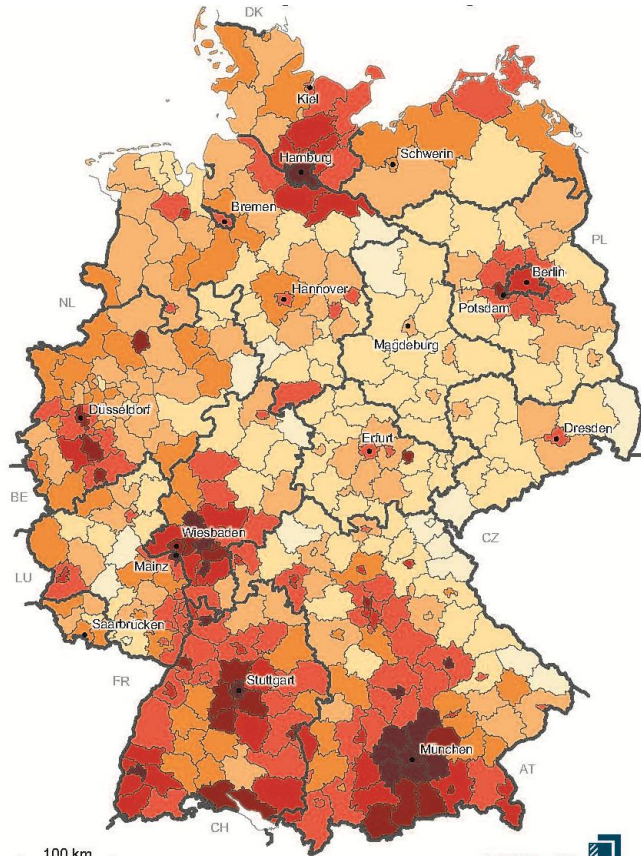 DK
Kiel
Hamburg
Schwerin
Bremen
PL
Berlin
NL
Hannover
Potsdam
Magdeburg
Düsseldorf
Erfurt
Dresden
BE
Wiesbaden
CZ
LU
Mainz
Saarbrücken
FR
Stuttgart
München
AT
CH
100 km